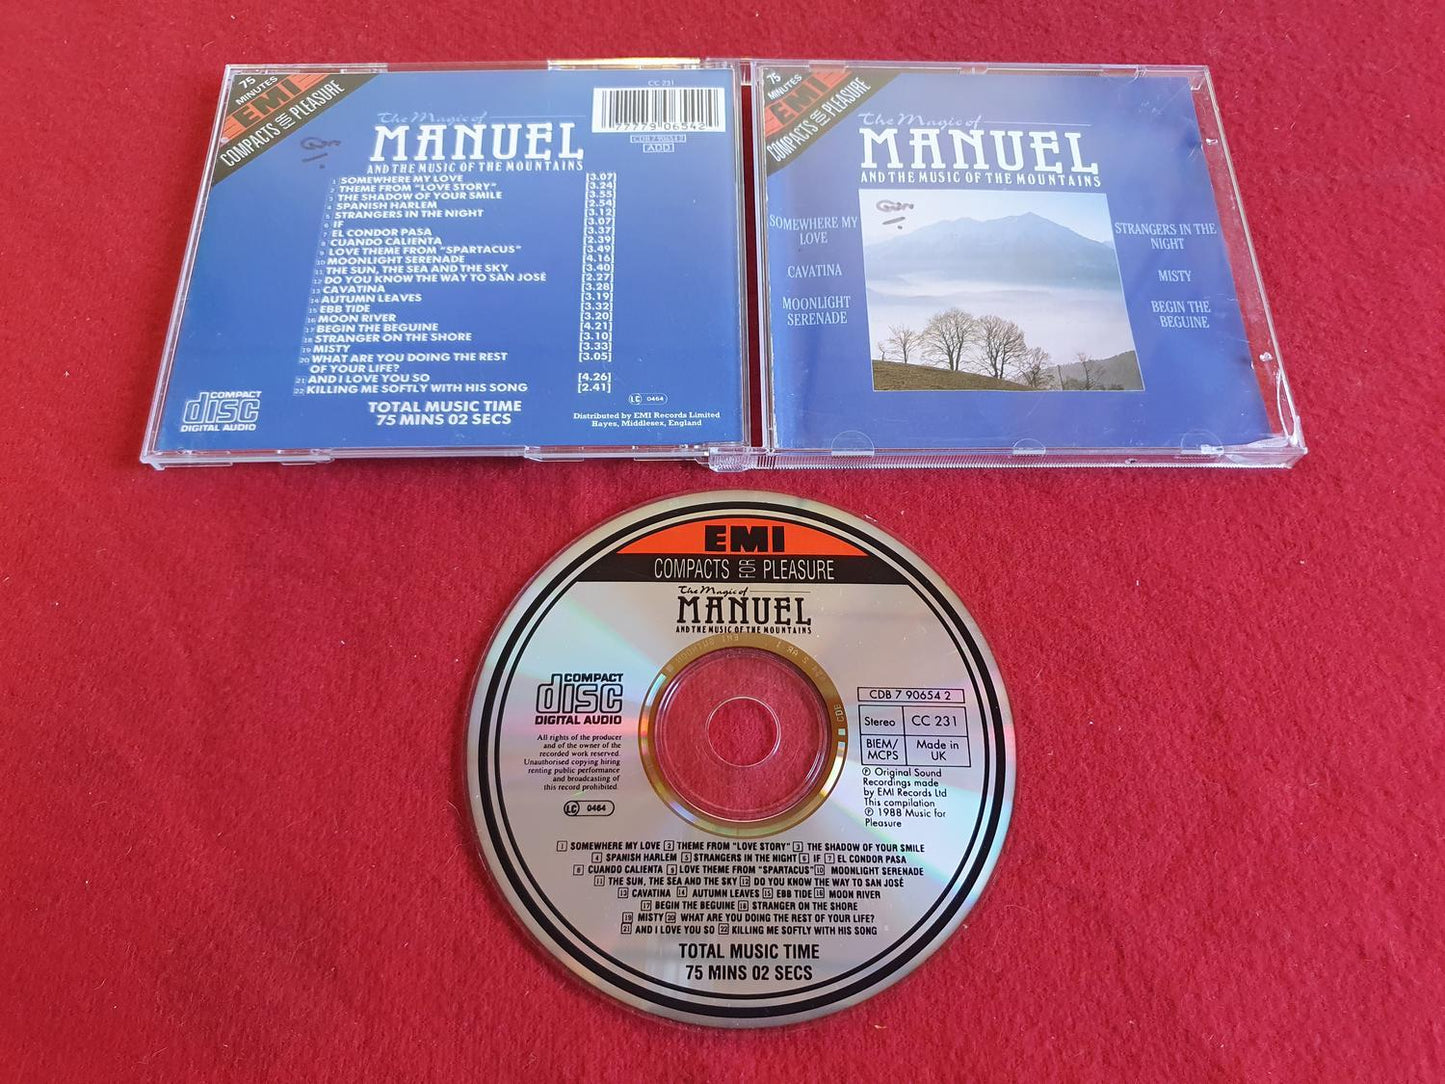 75
MINUTES
EMI
COMPACTS FOR PLEASURE
CC 231
77779 06542
CDB 7 90654 2
ADD
The Magic of
MANUEL
AND THE MUSIC OF THE MOUNTAINS
1 SOMEWHERE MY LOVE [3.07]
2 THEME FROM "LOVE STORY" [3.24]
3 THE SHADOW OF YOUR SMILE [3.55]
4 SPANISH HARLEM [2.54]
5 STRANGERS IN THE NIGHT [3.12]
6 IF [3.07]
7 EL CONDOR PASA [3.37]
8 CUANDO CALIENTA [2.39]
9 LOVE THEME FROM "SPARTACUS" [3.49]
10 MOONLIGHT SERENADE [4.16]
11 THE SUN, THE SEA AND THE SKY [3.40]
12 DO YOU KNOW THE WAY TO SAN JOSÉ [2.27]
13 CAVATINA [3.28]
14 AUTUMN LEAVES [3.19]
15 EBB TIDE [3.32]
16 MOON RIVER [3.20]
17 BEGIN THE BEGUINE [4.21]
18 STRANGER ON THE SHORE [3.10]
19 MISTY [3.33]
20 WHAT ARE YOU DOING THE REST [3.05]
OF YOUR LIFE?
21 AND I LOVE YOU SO [4.26]
22 KILLING ME SOFTLY WITH HIS SONG [2.41]
TOTAL MUSIC TIME
75 MINS 02 SECS
COMPACT
disc
DIGITAL AUDIO
LC 0464
Distributed by EMI Records Limited
Hayes, Middlesex, England
75
MINUTES
EMI
COMPACTS FOR PLEASURE
The Magic of
MANUEL
AND THE MUSIC OF THE MOUNTAINS
SOMEWHERE MY
LOVE
CAVATINA
MOONLIGHT
SERENADE
STRANGERS IN THE
NIGHT
MISTY
BEGIN THE
BEGUINE
EMI
COMPACTS FOR PLEASURE
The Magic of
MANUEL
AND THE MUSIC OF THE MOUNTAINS
COMPACT
disc
DIGITAL AUDIO
All rights of the producer
and of the owner of the
recorded work reserved.
Unauthorised copying hiring
renting public performance
and broadcasting of
this record prohibited.
LC 0464
CDB 7 90654 2
Stereo CC 231
BIEM/ Made in
MCPS UK
℗ Original Sound
Recordings made
by EMI Records Ltd
This compilation
℗ 1988 Music for
Pleasure
1 SOMEWHERE MY LOVE 2 THEME FROM "LOVE STORY" 3 THE SHADOW OF YOUR SMILE
4 SPANISH HARLEM 5 STRANGERS IN THE NIGHT 6 IF 7 EL CONDOR PASA
8 CUANDO CALIENTA 9 LOVE THEME FROM "SPARTACUS" 10 MOONLIGHT SERENADE
11 THE SUN, THE SEA AND THE SKY 12 DO YOU KNOW THE WAY TO SAN JOSÉ
13 CAVATINA 14 AUTUMN LEAVES 15 EBB TIDE 16 MOON RIVER
17 BEGIN THE BEGUINE 18 STRANGER ON THE SHORE
19 MISTY 20 WHAT ARE YOU DOING THE REST OF YOUR LIFE?
21 AND I LOVE YOU SO 22 KILLING ME SOFTLY WITH HIS SONG
TOTAL MUSIC TIME
75 MINS 02 SECS